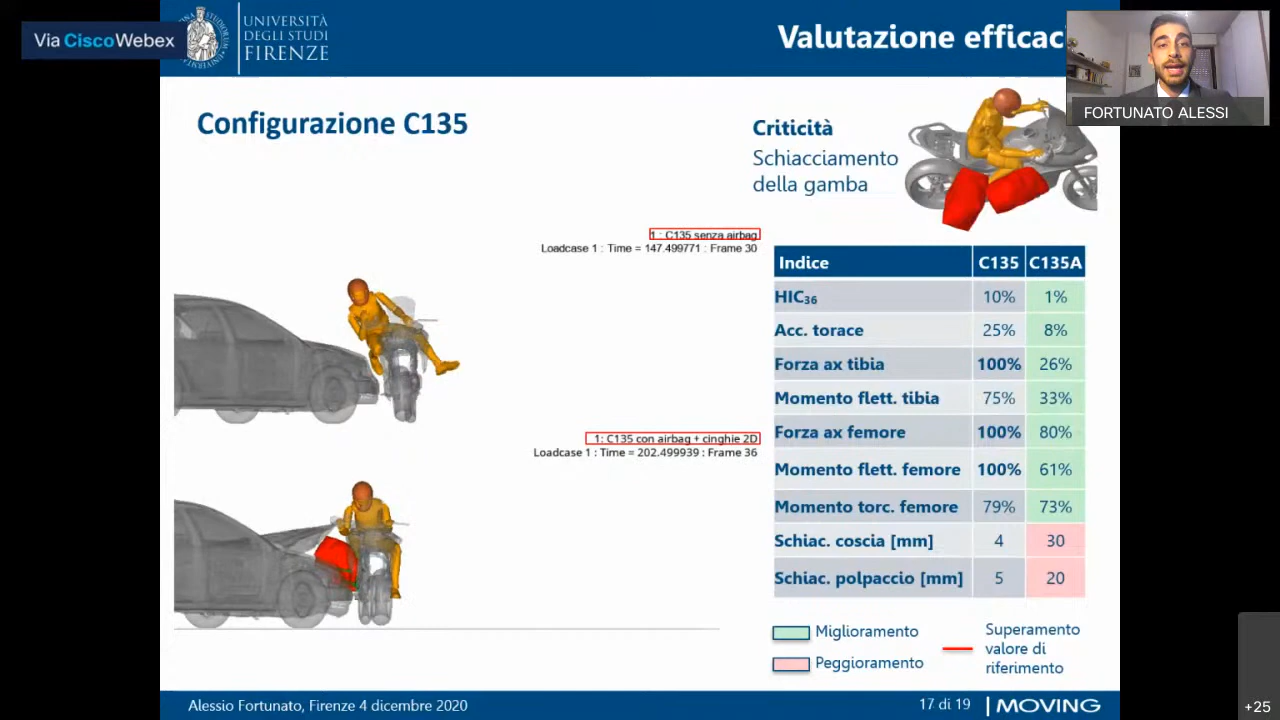 Via CiscoWebex
UNIVERSITÀ
DEGLI STUDI
FIRENZE
Valutazione efficac
FORTUNATO ALESSI
Configurazione C135
Criticità
Schiacciamento
della gamba
1 : C135 senza airbag
Loadcase 1 : Time = 147.499771 : Frame 30
1: C135 con airbag + cinghie 2D
Loadcase 1 : Time = 202.499939 : Frame 36
Indice C135 C135A
HIC36 10% 1%
Acc. torace 25% 8%
Forza ax tibia 100% 26%
Momento flett. tibia 75% 33%
Forza ax femore 100% 80%
Momento flett. femore 100% 61%
Momento torc. femore 79% 73%
Schiac. coscia [mm] 4 30
Schiac. polpaccio [mm] 5 20
Miglioramento
Peggioramento
Superamento
valore di
riferimento
Alessio Fortunato, Firenze 4 dicembre 2020
17 di 19
MOVING
+25